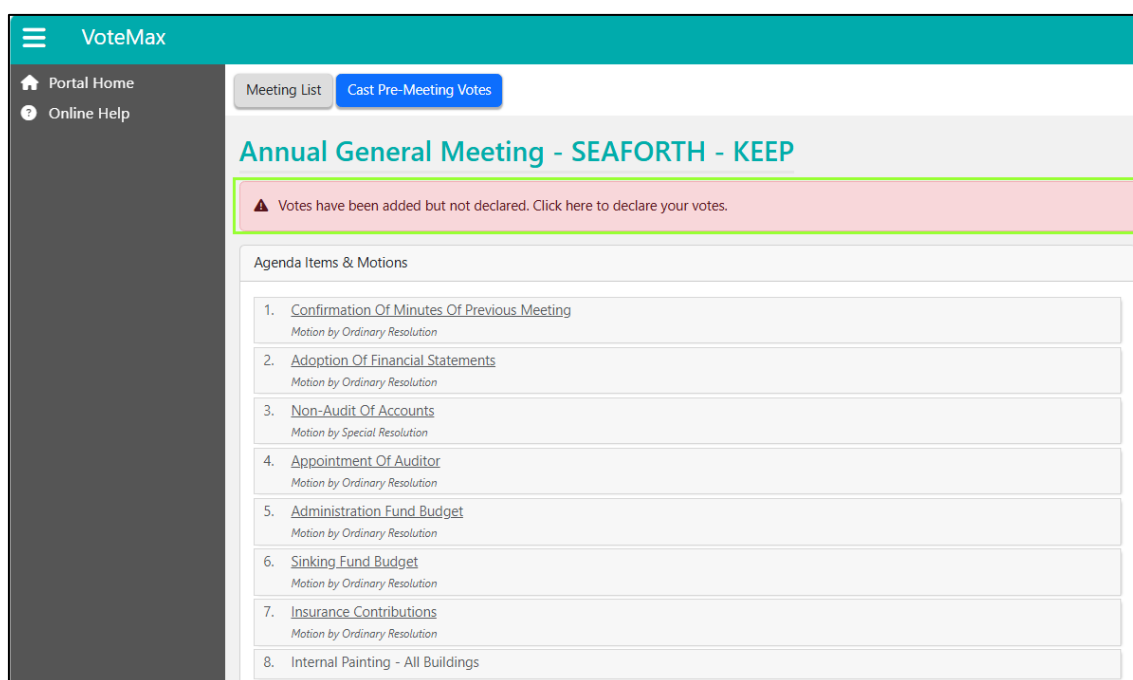 VoteMax
Portal Home
Online Help
Meeting List
Cast Pre-Meeting Votes
Annual General Meeting - SEAFORTH - KEEP
Votes have been added but not declared. Click here to declare your votes.
Agenda Items & Motions
1. Confirmation Of Minutes Of Previous Meeting
Motion by Ordinary Resolution
2. Adoption Of Financial Statements
Motion by Ordinary Resolution
3. Non-Audit Of Accounts
Motion by Special Resolution
4. Appointment Of Auditor
Motion by Ordinary Resolution
5. Administration Fund Budget
Motion by Ordinary Resolution
6. Sinking Fund Budget
Motion by Ordinary Resolution
7. Insurance Contributions
Motion by Ordinary Resolution
8. Internal Painting - All Buildings